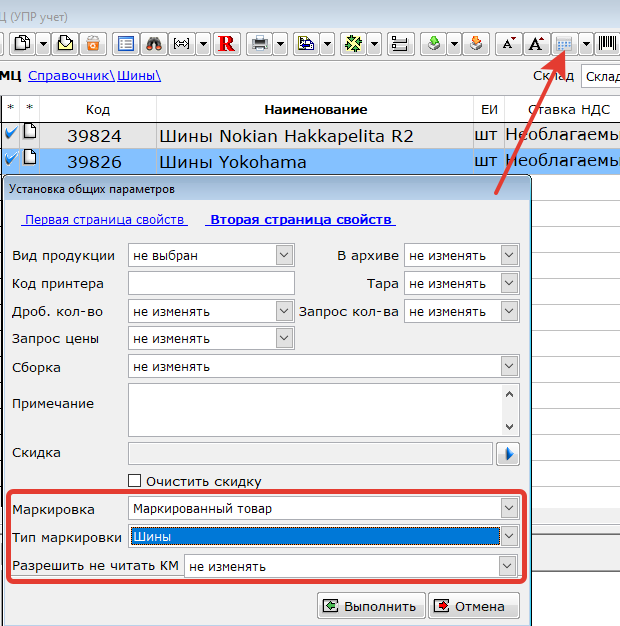 Ц (УПР учет)
R A A
МЦ Справочник\Шины\ Склад Склад
* * Код Наименование ЕИ Ставка НДС
39824 Шины Nokian Hakkapelita R2 шт Необлагаемы
39826 Шины Yokohama шт Необлагаемы
Установка общих параметров
Первая страница свойств Вторая страница свойств
Вид продукции не выбран В архиве не изменять
Код принтера Тара не изменять
Дроб. кол-во не изменять Запрос кол-ва не изменять
Запрос цены не изменять
Сборка не изменять
Примечание
Скидка
Очистить скидку
Маркировка Маркированный товар
Тип маркировки Шины
Разрешить не читать КМ не изменять
Выполнить Отмена